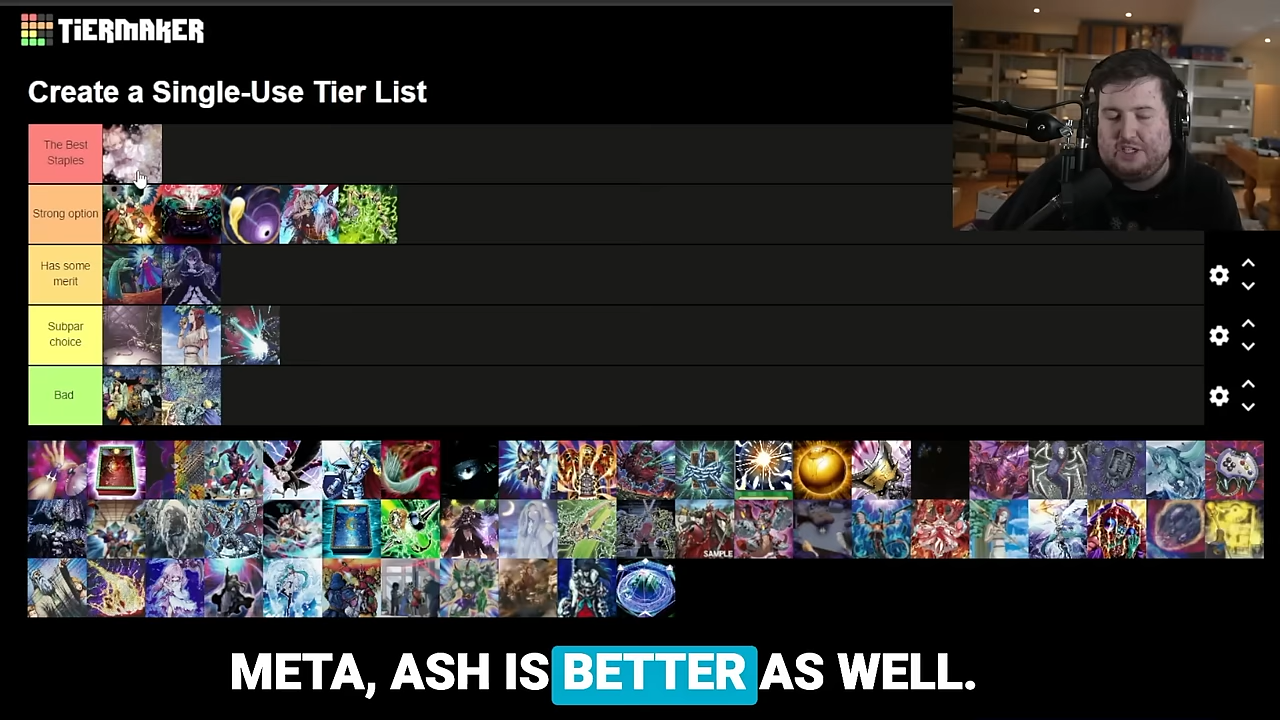 TiERMAKER
Create a Single-Use Tier List
The Best
Staples
Strong option
Has some
merit
Subpar
choice
Bad
SAMPLE
META, ASH IS BETTER AS WELL.